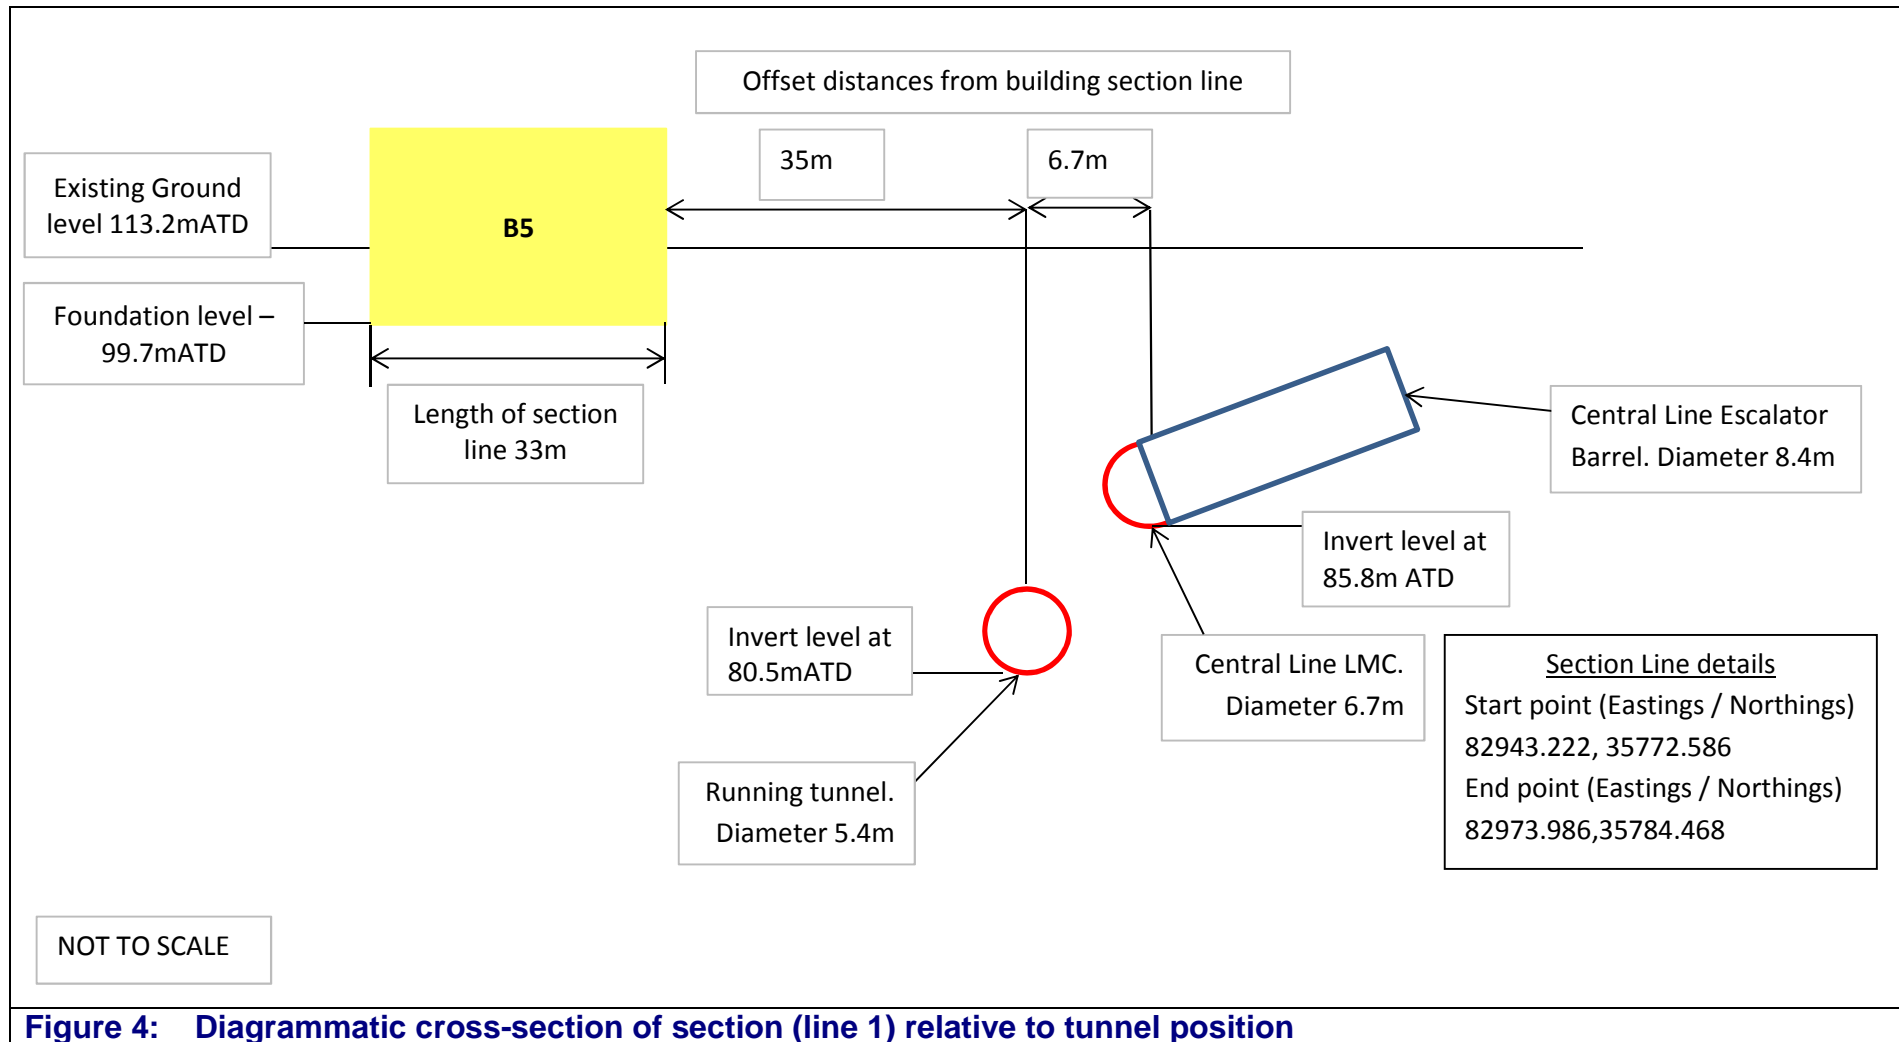 Offset distances from building section line
35m
6.7m
Existing Ground
level 113.2mATD
B5
Foundation level –
99.7mATD
Length of section
line 33m
Central Line Escalator
Barrel. Diameter 8.4m
Invert level at
85.8m ATD
Invert level at
80.5mATD
Central Line LMC.
Diameter 6.7m
Running tunnel.
Diameter 5.4m
Section Line details
Start point (Eastings / Northings)
82943.222, 35772.586
End point (Eastings / Northings)
82973.986,35784.468
NOT TO SCALE
Figure 4: Diagrammatic cross-section of section (line 1) relative to tunnel position